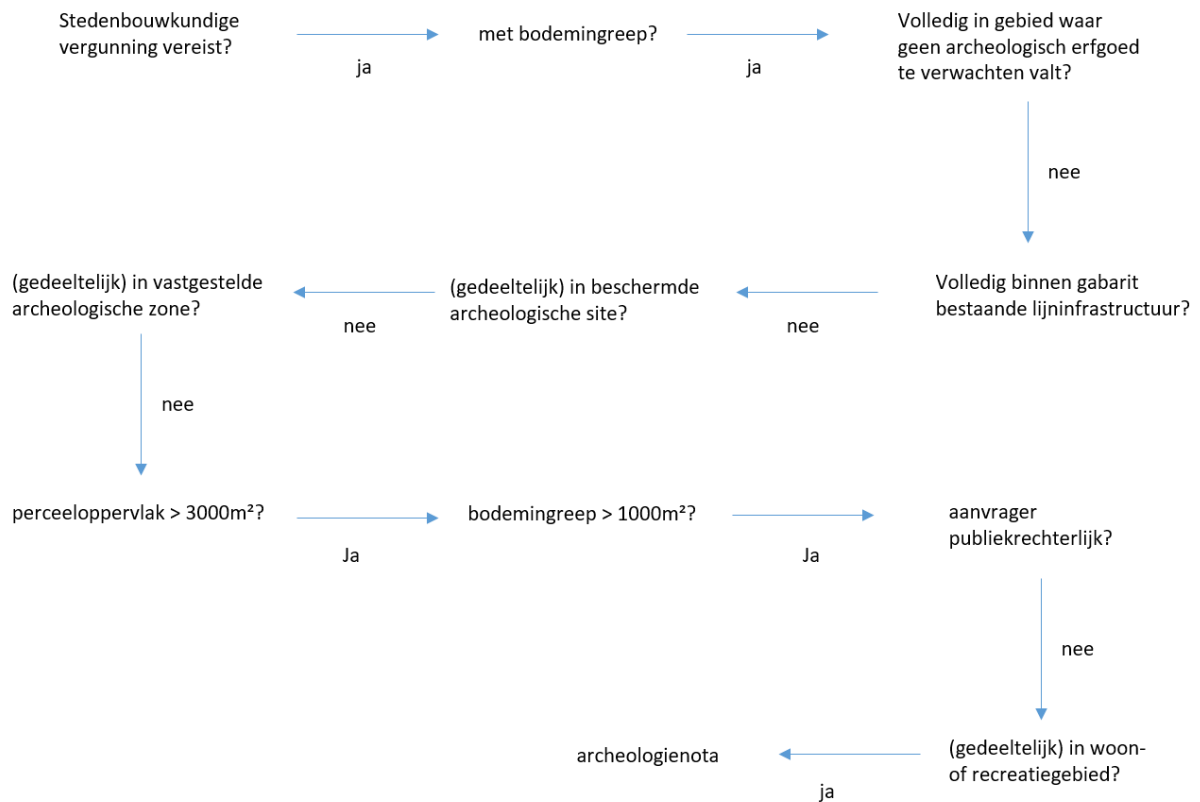 Stedenbouwkundige
vergunning vereist?
ja
met bodemingreep?
ja
Volledig in gebied waar
geen archeologisch erfgoed
te verwachten valt?
nee
Volledig binnen gabarit
bestaande lijninfrastructuur?
nee
(gedeeltelijk) in beschermde
archeologische site?
nee
(gedeeltelijk) in vastgestelde
archeologische zone?
nee
perceeloppervlak > 3000m²?
Ja
bodemingreep > 1000m²?
Ja
aanvrager
publiekrechterlijk?
nee
(gedeeltelijk) in woon-
of recreatiegebied?
ja
archeologienota